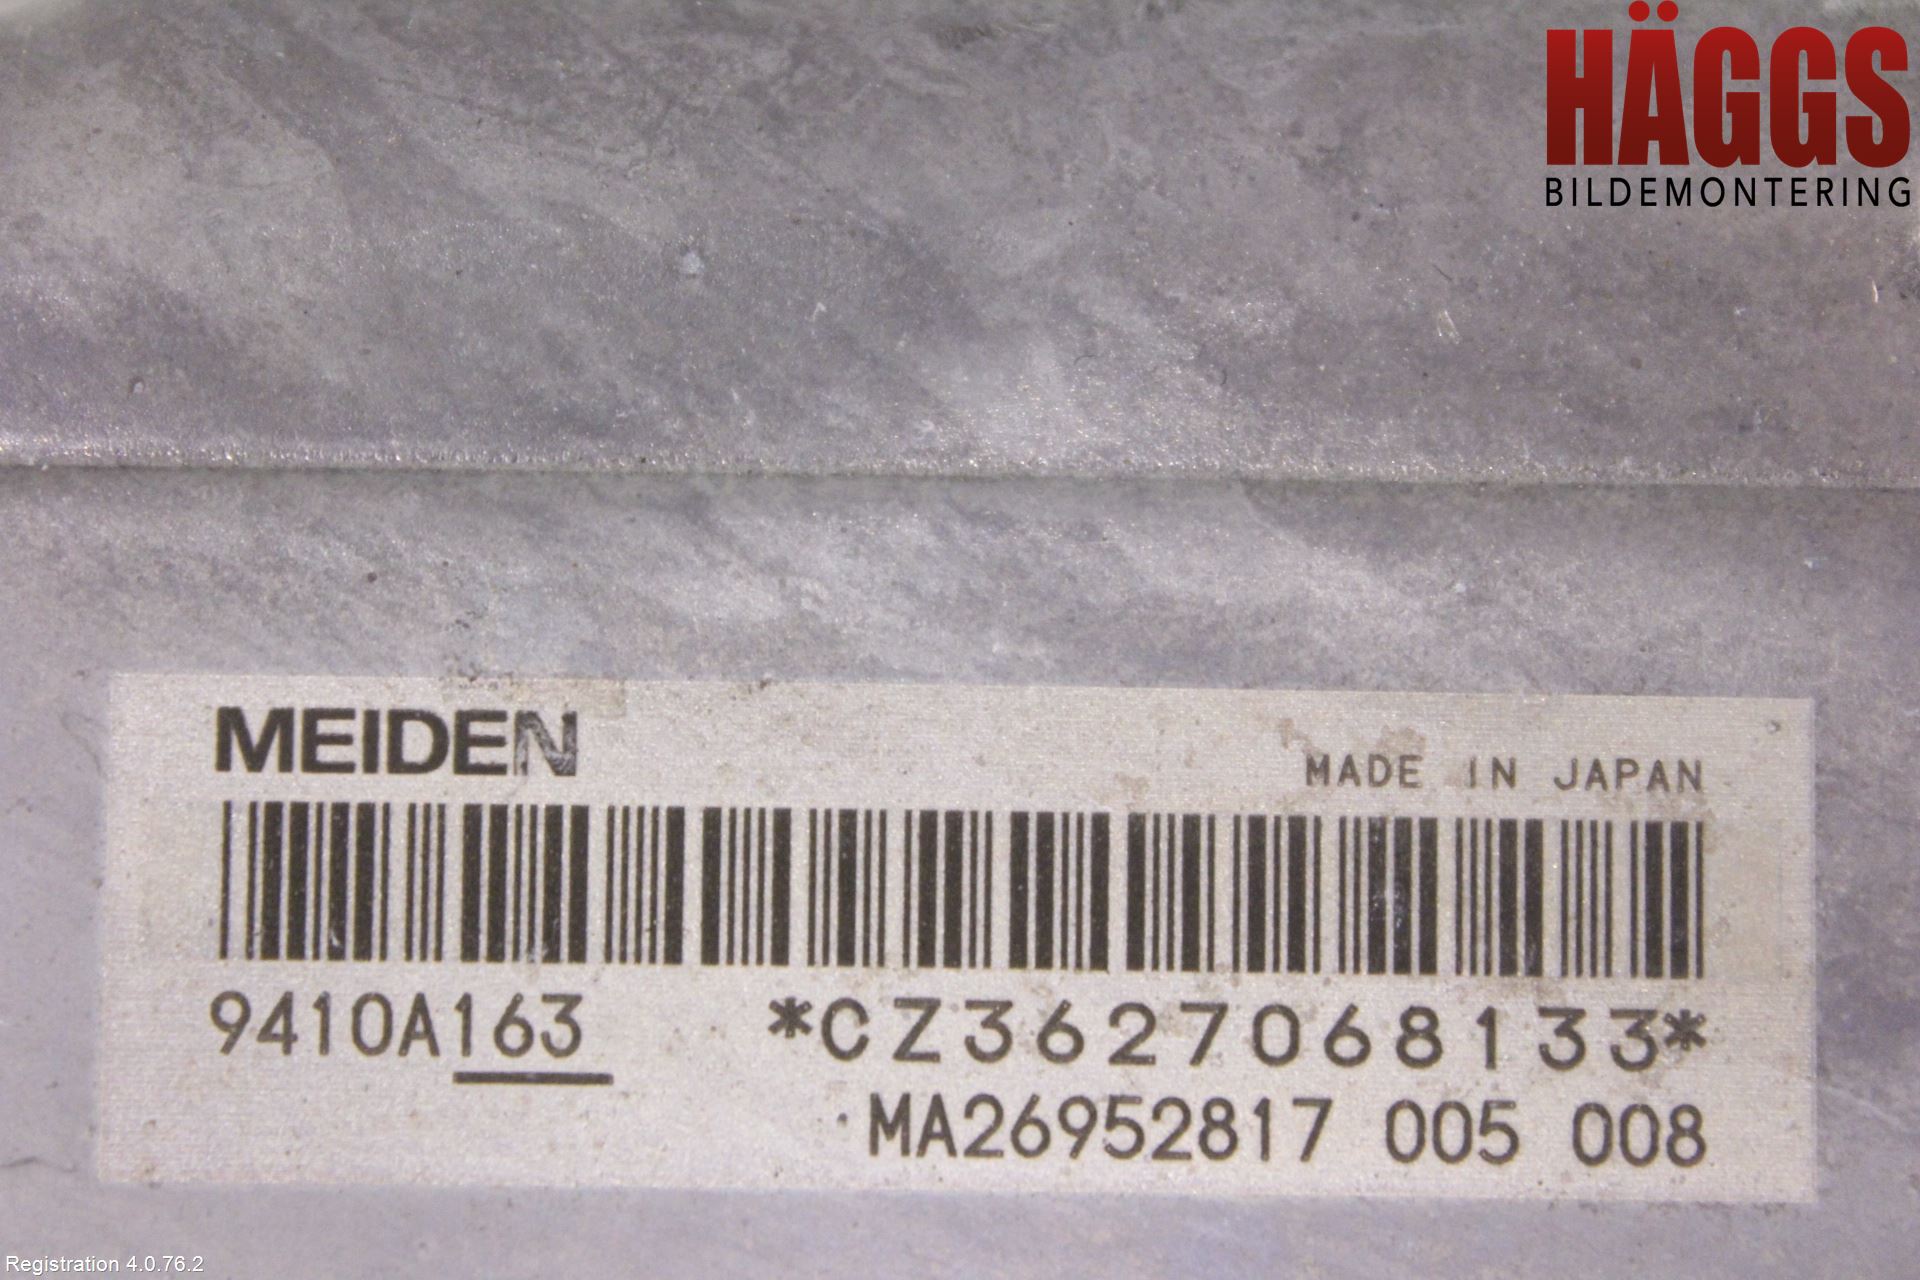 HÄGGS
BILDEMONTERING
MEIDEN
MADE IN JAPAN
9410A163 *CZ3627068133*
MA26952817 005 008
Registration 4.0.76.2